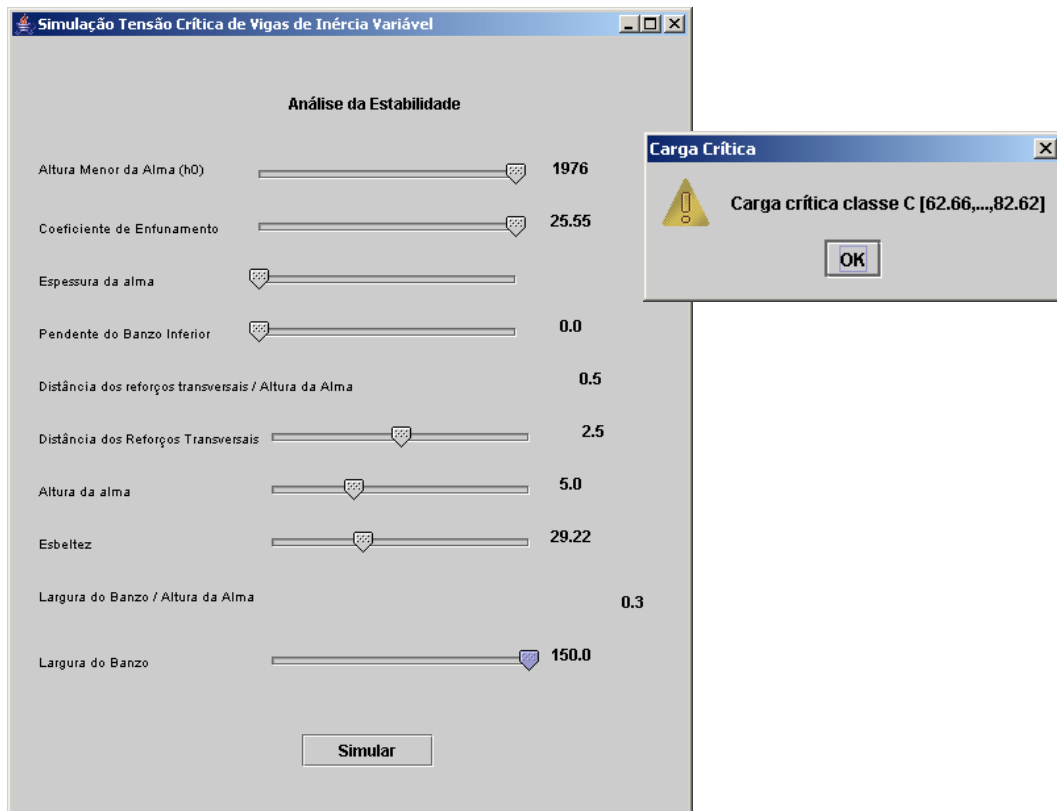 Simulação Tensão Crítica de Vigas de Inércia Variável
Análise da Estabilidade
Altura Menor da Alma (h0) 1976
Coeficiente de Enfunamento 25.55
Espessura da alma
Pendente do Banzo Inferior 0.0
Distância dos reforços transversais / Altura da Alma 0.5
Distância dos Reforços Transversais 2.5
Altura da alma 5.0
Esbeltez 29.22
Largura do Banzo / Altura da Alma 0.3
Largura do Banzo 150.0
Simular
Carga Crítica
Carga crítica classe C [62.66,...,82.62]
OK